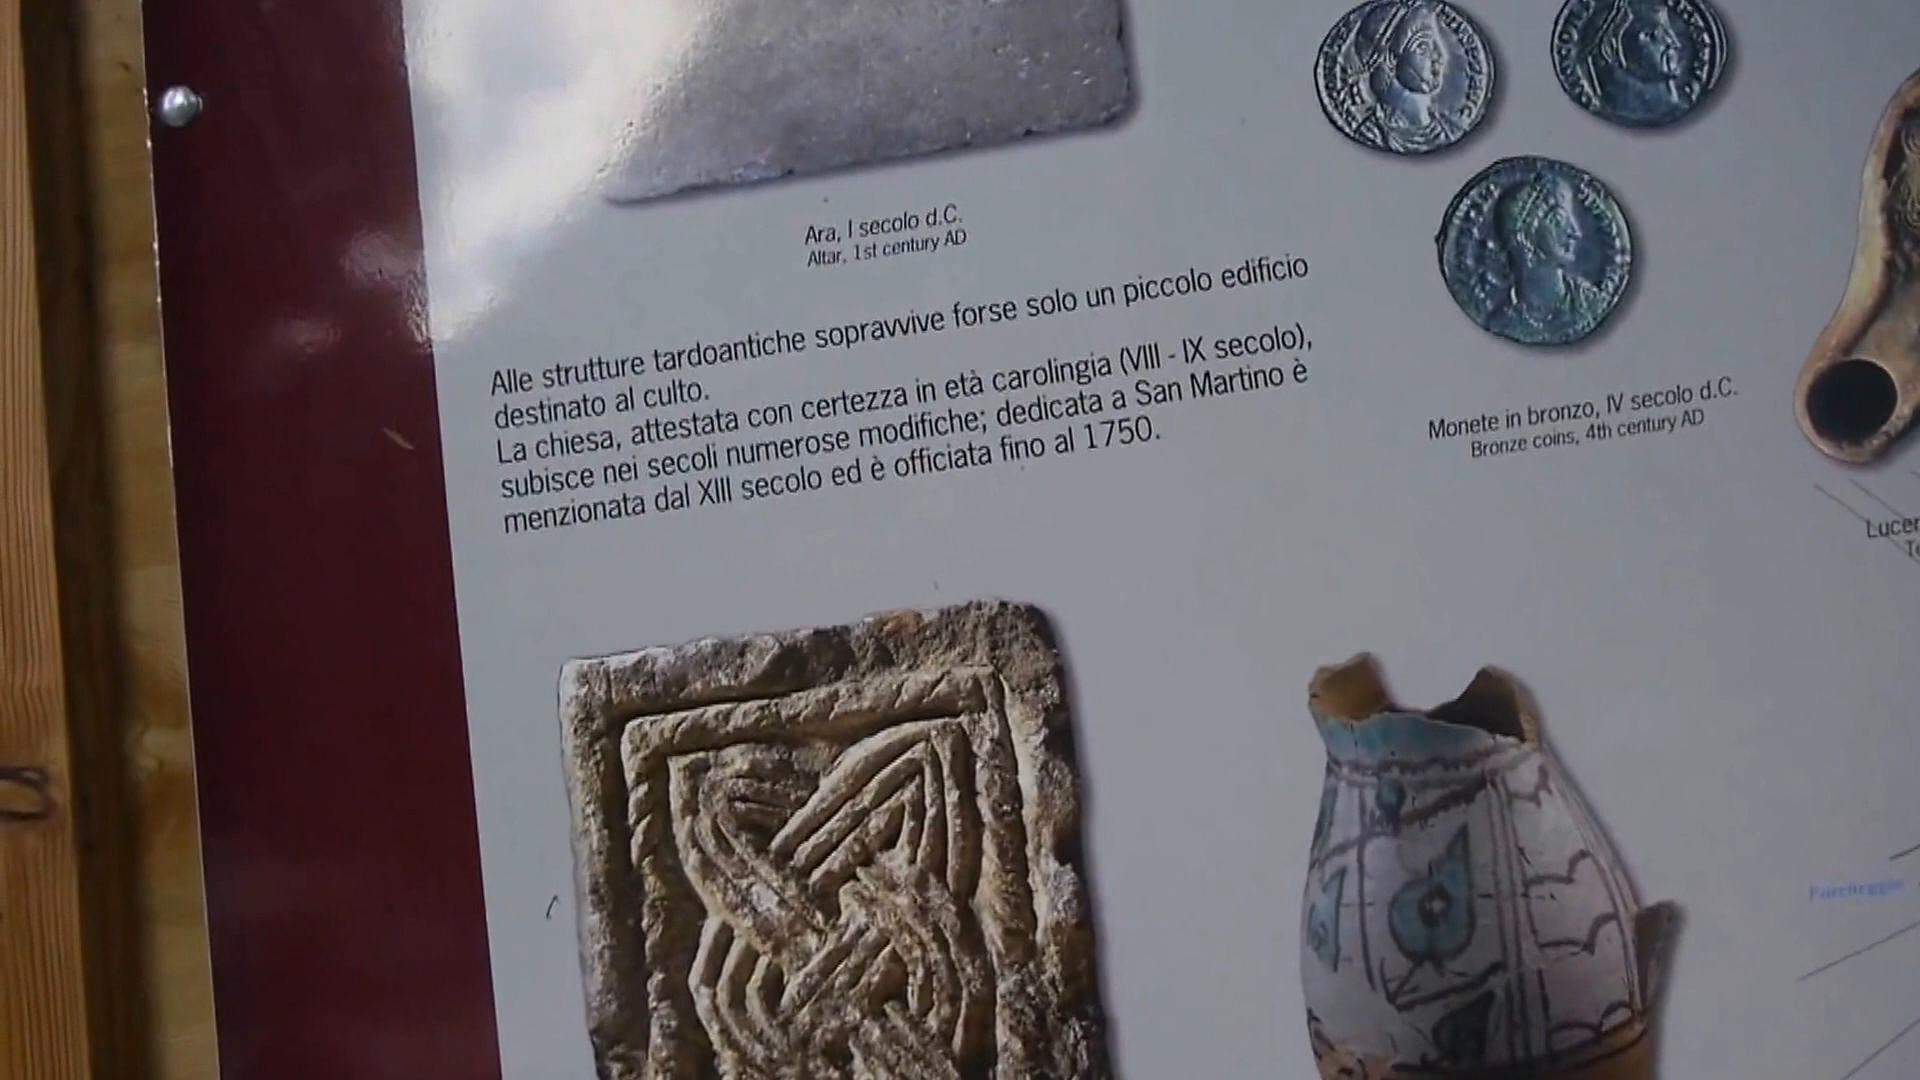 Ara, I secolo d.C.
Altar, 1st century AD
Alle strutture tardoantiche sopravvive forse solo un piccolo edificio
destinato al culto.
La chiesa, attestata con certezza in età carolingia (VIII - IX secolo),
subisce nei secoli numerose modifiche; dedicata a San Martino è
menzionata dal XIII secolo ed è officiata fino al 1750.
Monete in bronzo, IV secolo d.C.
Bronze coins, 4th century AD